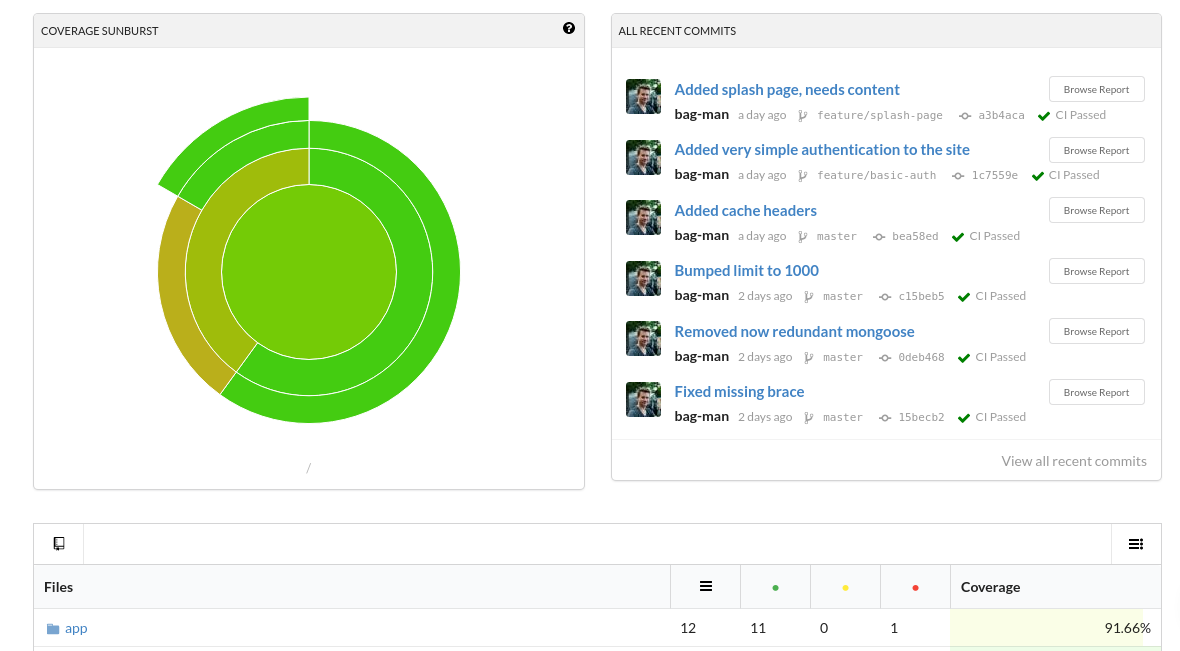 COVERAGE SUNBURST
/
ALL RECENT COMMITS
Added splash page, needs content
Browse Report
bag-man a day ago feature/splash-page a3b4aca CI Passed
Added very simple authentication to the site
Browse Report
bag-man a day ago feature/basic-auth 1c7559e CI Passed
Added cache headers
Browse Report
bag-man a day ago master bea58ed CI Passed
Bumped limit to 1000
Browse Report
bag-man 2 days ago master c15beb5 CI Passed
Removed now redundant mongoose
Browse Report
bag-man 2 days ago master 0deb468 CI Passed
Fixed missing brace
Browse Report
bag-man 2 days ago master 15becb2 CI Passed
View all recent commits
Files Coverage
app 12 11 0 1 91.66%